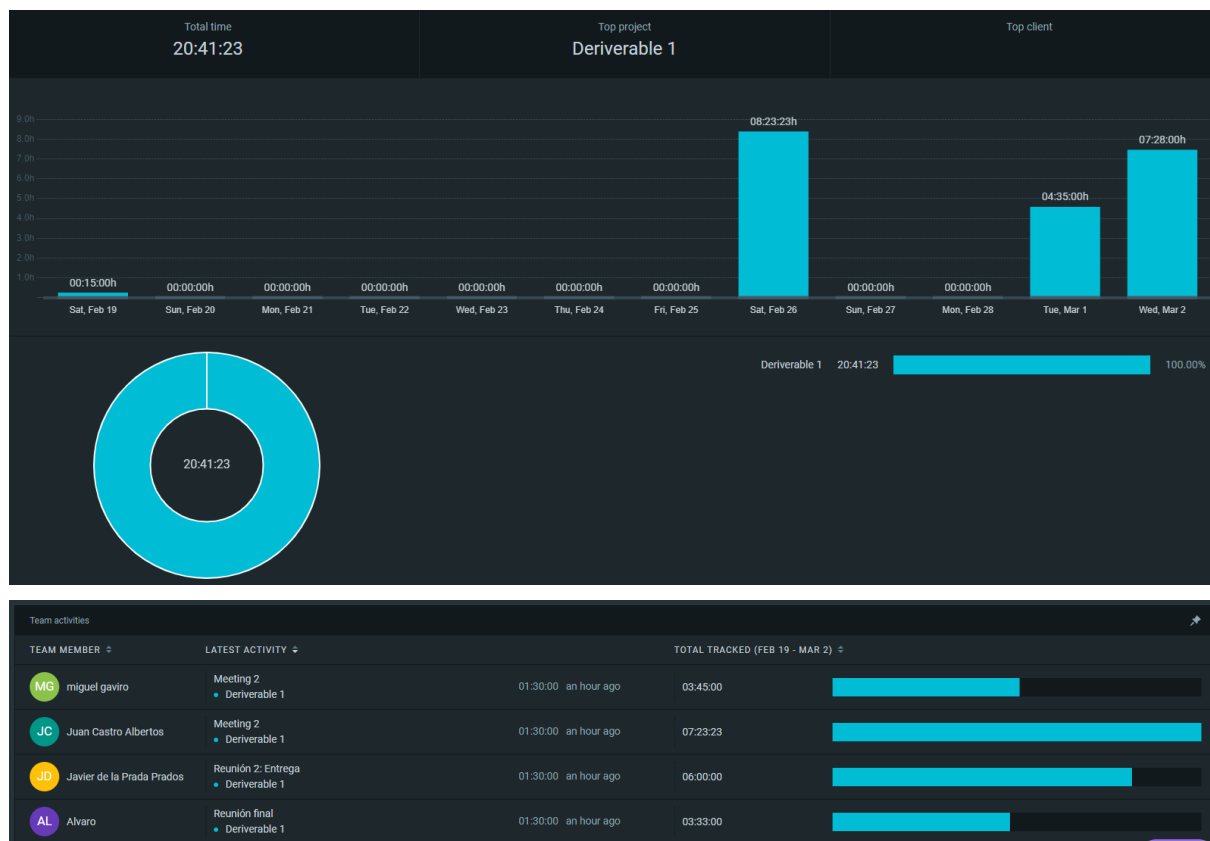 Total time
20:41:23
Top project
Deriverable 1
Top client
9.0h
8.0h
7.0h
6.0h
5.0h
4.0h
3.0h
2.0h
1.0h
00:15:00h 00:00:00h 00:00:00h 00:00:00h 00:00:00h 00:00:00h 00:00:00h 08:23:23h 00:00:00h 00:00:00h 04:35:00h 07:28:00h
Sat, Feb 19 Sun, Feb 20 Mon, Feb 21 Tue, Feb 22 Wed, Feb 23 Thu, Feb 24 Fri, Feb 25 Sat, Feb 26 Sun, Feb 27 Mon, Feb 28 Tue, Mar 1 Wed, Mar 2
20:41:23
Deriverable 1 20:41:23 100.00%
Team activities
TEAM MEMBER LATEST ACTIVITY TOTAL TRACKED (FEB 19 - MAR 2)
MG miguel gaviro
Meeting 2
Deriverable 1
01:30:00 an hour ago 03:45:00
JC Juan Castro Albertos
Meeting 2
Deriverable 1
01:30:00 an hour ago 07:23:23
JD Javier de la Prada Prados
Reunión 2: Entrega
Deriverable 1
01:30:00 an hour ago 06:00:00
AL Alvaro
Reunión final
Deriverable 1
01:30:00 an hour ago 03:33:00